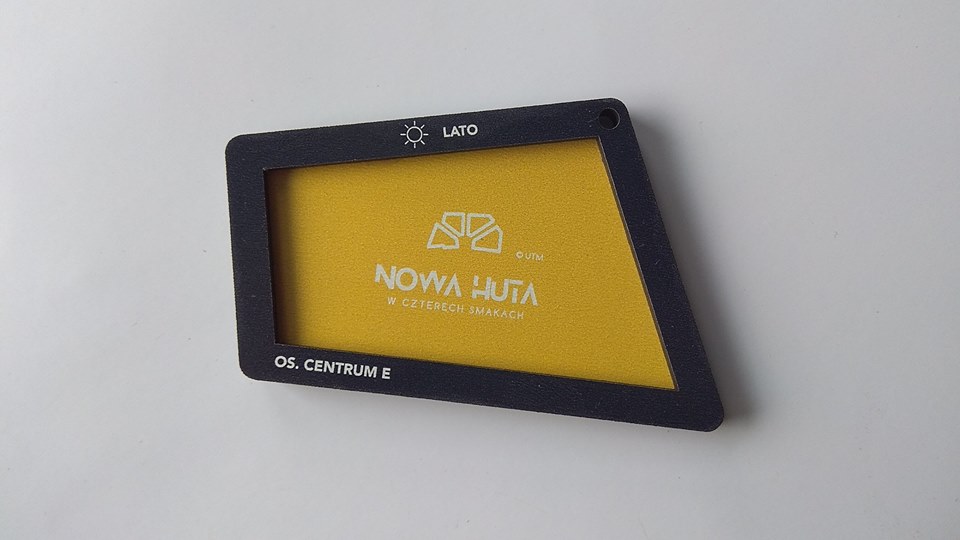 LATO
© UTM
NOWA HUTA
W CZTERECH SMAKACH
OS. CENTRUM E